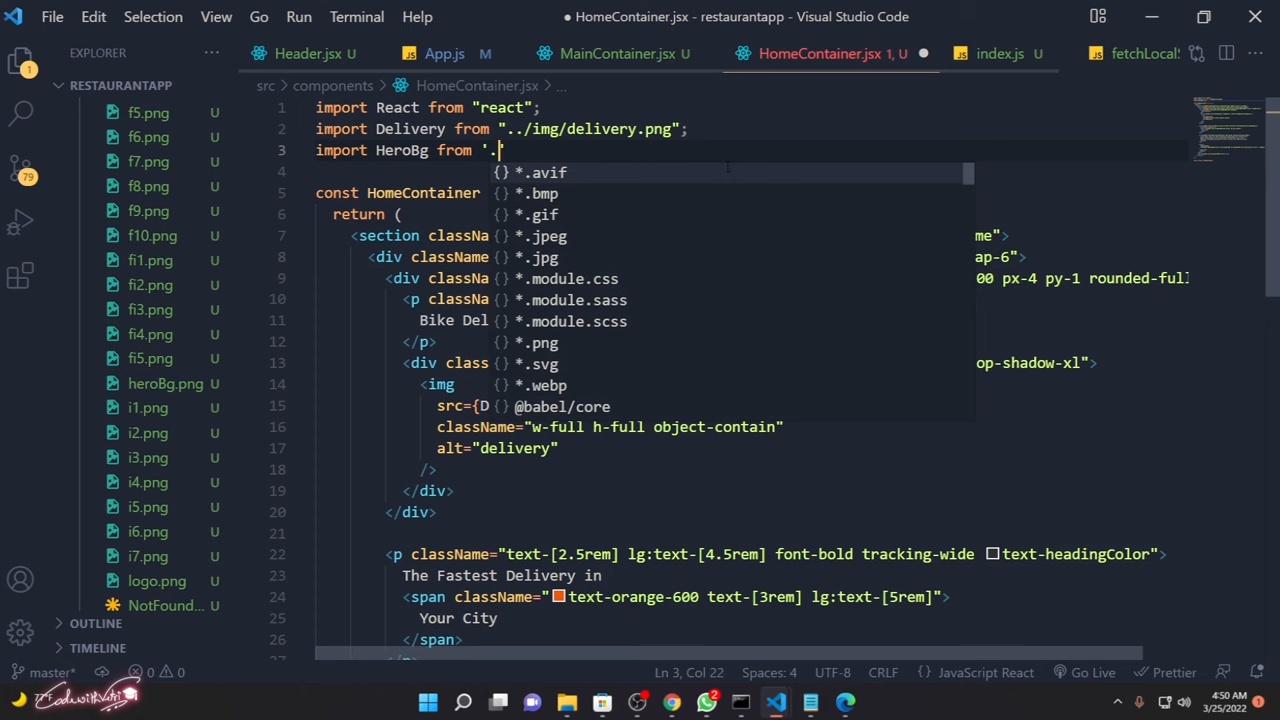 File Edit Selection View Go Run Terminal Help
● HomeContainer.jsx - restaurantapp - Visual Studio Code
EXPLORER ...
Header.jsx U
App.js M
MainContainer.jsx U
HomeContainer.jsx 1, U ●
index.js U
fetchLocalS
RESTAURANTAPP
src > components > HomeContainer.jsx > ...
1
79
f5.png U
f6.png U
f7.png U
f8.png U
f9.png U
f10.png U
fi1.png U
fi2.png U
fi3.png U
fi4.png U
fi5.png U
heroBg.png U
i1.png U
i2.png U
i3.png U
i4.png U
i5.png U
i6.png U
i7.png U
logo.png U
NotFound... U
OUTLINE
TIMELINE
1 import React from "react";
2 import Delivery from "../img/delivery.png";
3 import HeroBg from '.'
4
5 const HomeContainer
6 return (
7 <section classNa me">
8 <div className ap-6">
9 <div classNa 00 px-4 py-1 rounded-full
10 <p classNa
11 Bike Del
12 </p>
13 <div class op-shadow-xl">
14 <img
15 src={D
16 className="w-full h-full object-contain"
17 alt="delivery"
18 />
19 </div>
20 </div>
21
22 <p className="text-[2.5rem] lg:text-[4.5rem] font-bold tracking-wide text-headingColor">
23 The Fastest Delivery in
24 <span className="text-orange-600 text-[3rem] lg:text-[5rem]">
25 Your City
26 </span>
27 </p>
{} *.avif
{} *.bmp
{} *.gif
{} *.jpeg
{} *.jpg
{} *.module.css
{} *.module.sass
{} *.module.scss
{} *.png
{} *.svg
{} *.webp
{} @babel/core
master* 0 0
Ln 3, Col 22 Spaces: 4 UTF-8 CRLF {} JavaScript React Go Live Prettier
2
4:50 AM
3/25/2022